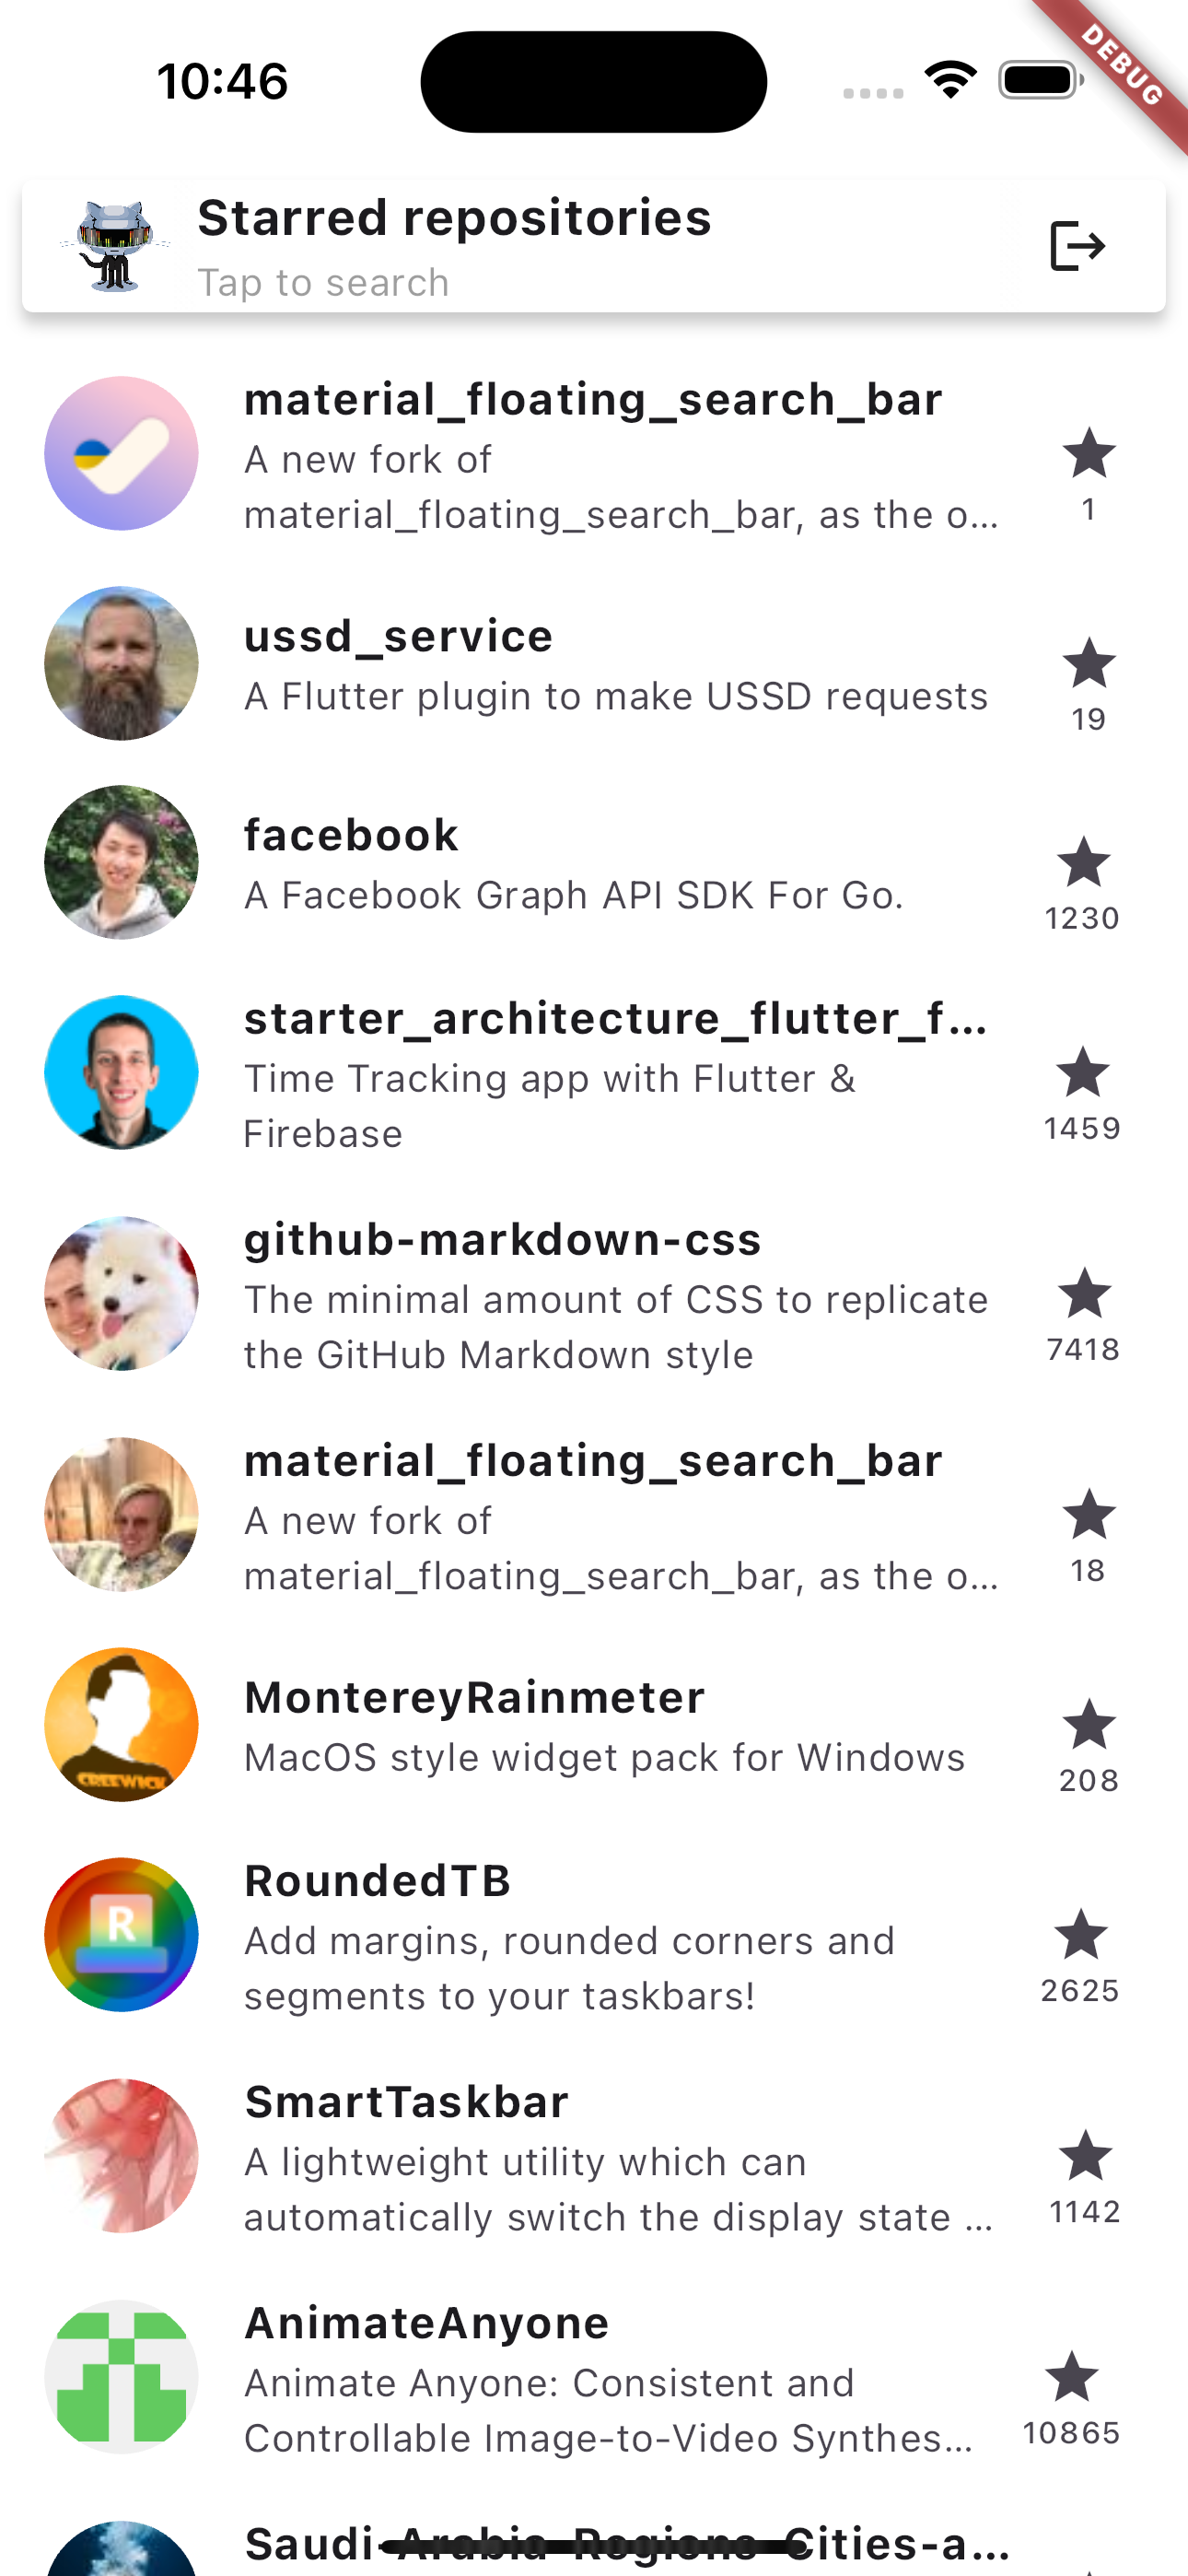 10:46
DEBUG
Starred repositories
Tap to search
material_floating_search_bar
A new fork of
material_floating_search_bar, as the o...
1
ussd_service
A Flutter plugin to make USSD requests
19
facebook
A Facebook Graph API SDK For Go.
1230
starter_architecture_flutter_f...
Time Tracking app with Flutter &
Firebase
1459
github-markdown-css
The minimal amount of CSS to replicate
the GitHub Markdown style
7418
material_floating_search_bar
A new fork of
material_floating_search_bar, as the o...
18
MontereyRainmeter
MacOS style widget pack for Windows
208
CREEWICK
R
RoundedTB
Add margins, rounded corners and
segments to your taskbars!
2625
SmartTaskbar
A lightweight utility which can
automatically switch the display state ...
1142
AnimateAnyone
Animate Anyone: Consistent and
Controllable Image-to-Video Synthes...
10865
Saudi-Arabia-Regions-Cities-a...